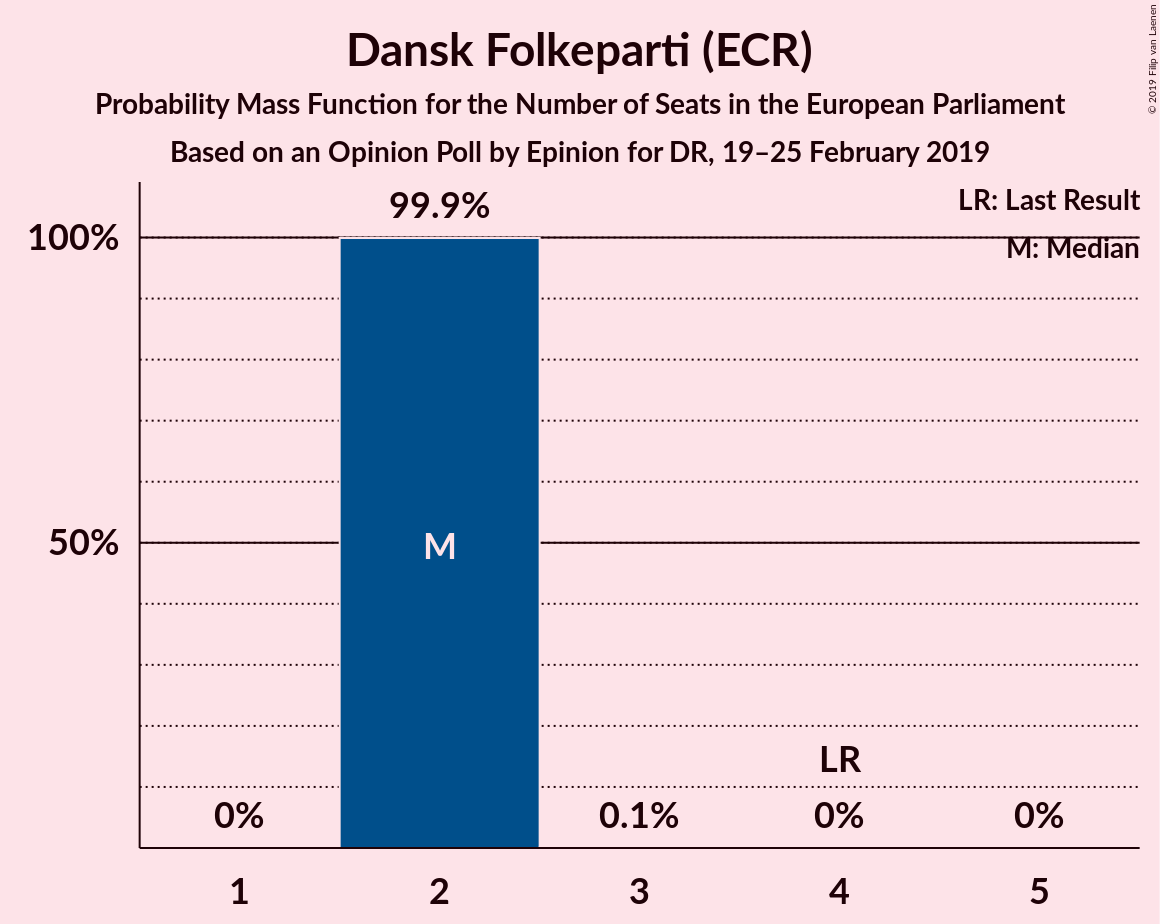 Dansk Folkeparti (ECR)
Probability Mass Function for the Number of Seats in the European Parliament
Based on an Opinion Poll by Epinion for DR, 19–25 February 2019
© 2019 Filip van Laenen
LR: Last Result
M: Median
99.9%
100%
50%
M
LR
0%
0.1%
0%
0%
1
2
3
4
5